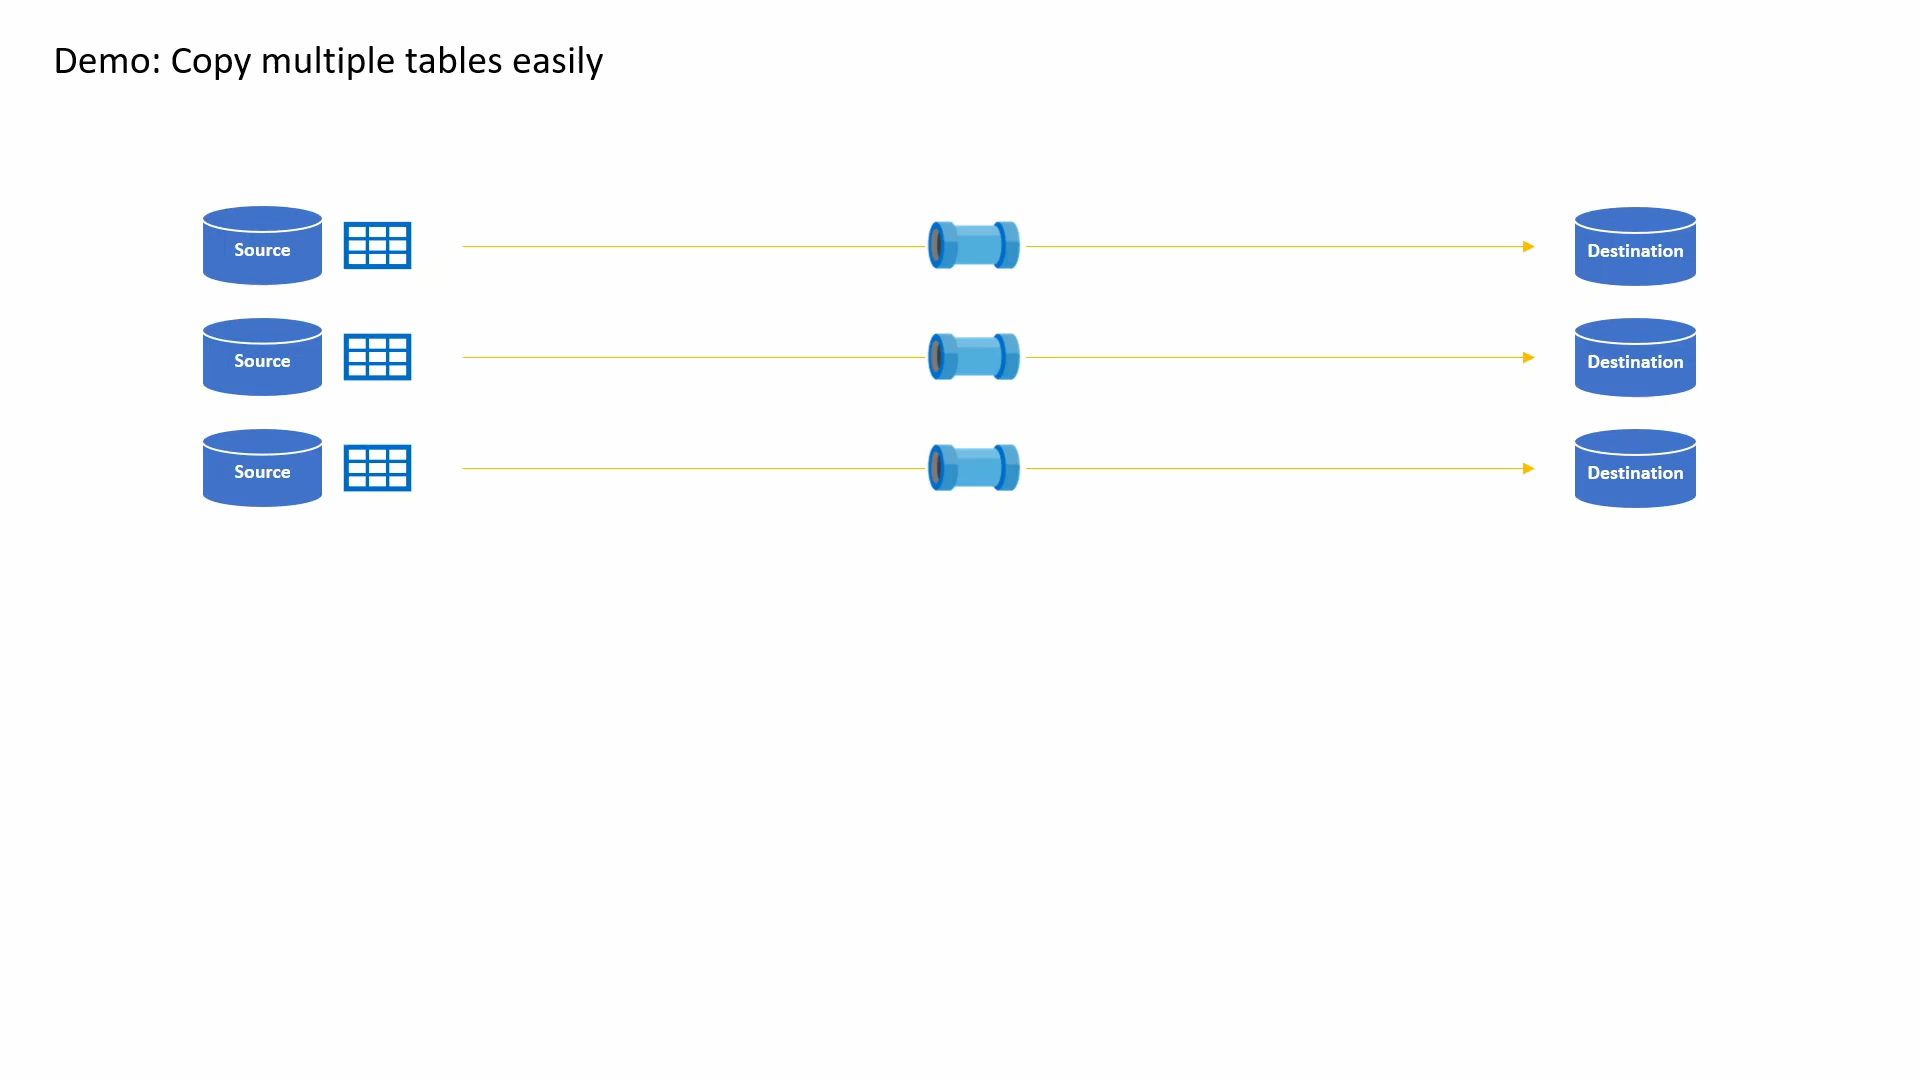 Demo: Copy multiple tables easily
Source
Destination
Source
Destination
Source
Destination